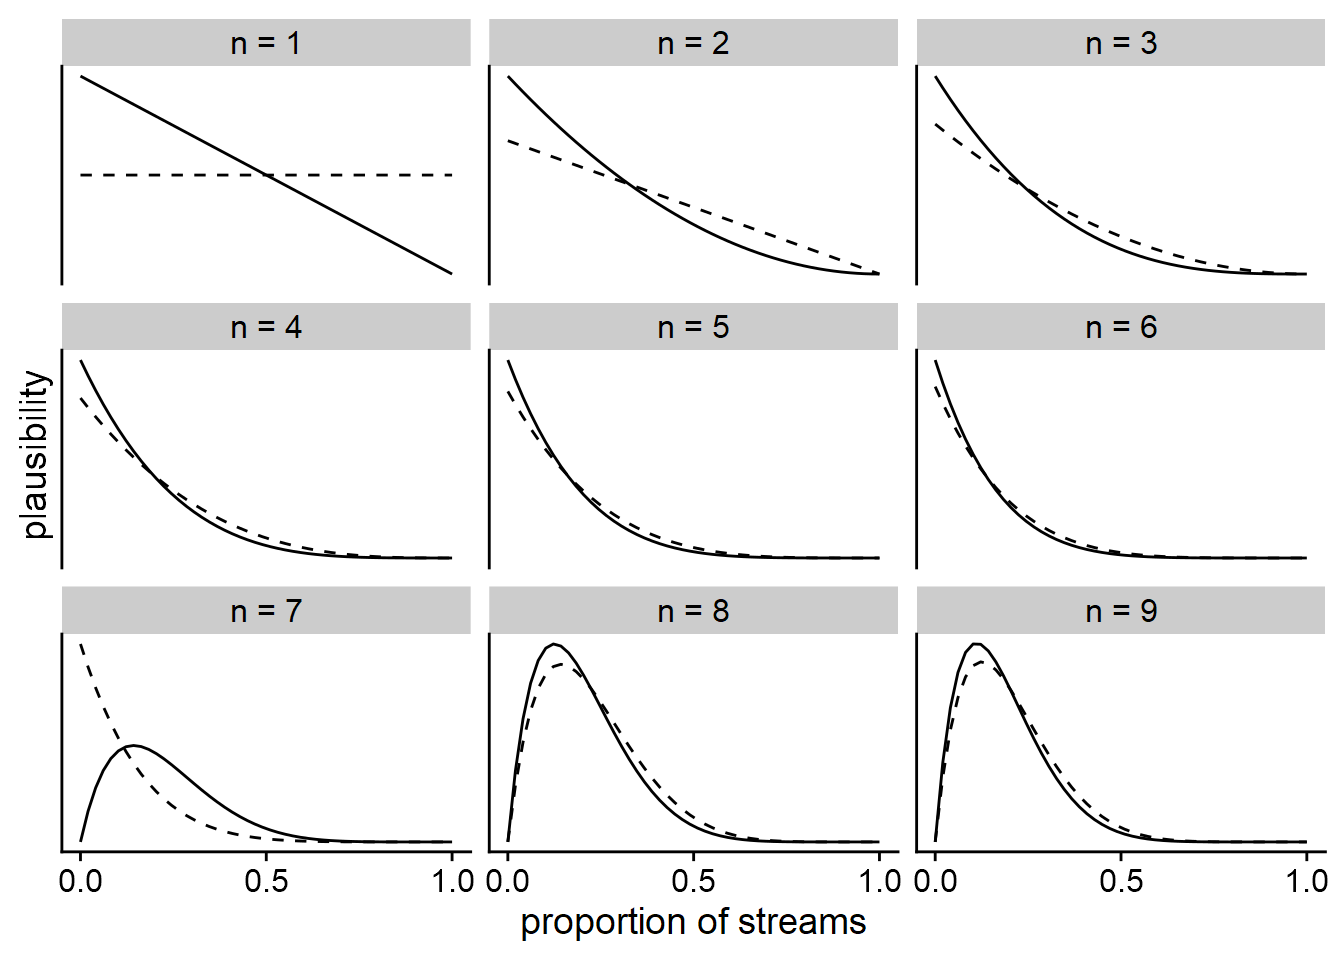 n = 1
n = 2
n = 3
n = 4
n = 5
n = 6
n = 7
n = 8
n = 9
plausibility
0.0 0.5 1.0
0.0 0.5 1.0
0.0 0.5 1.0
proportion of streams